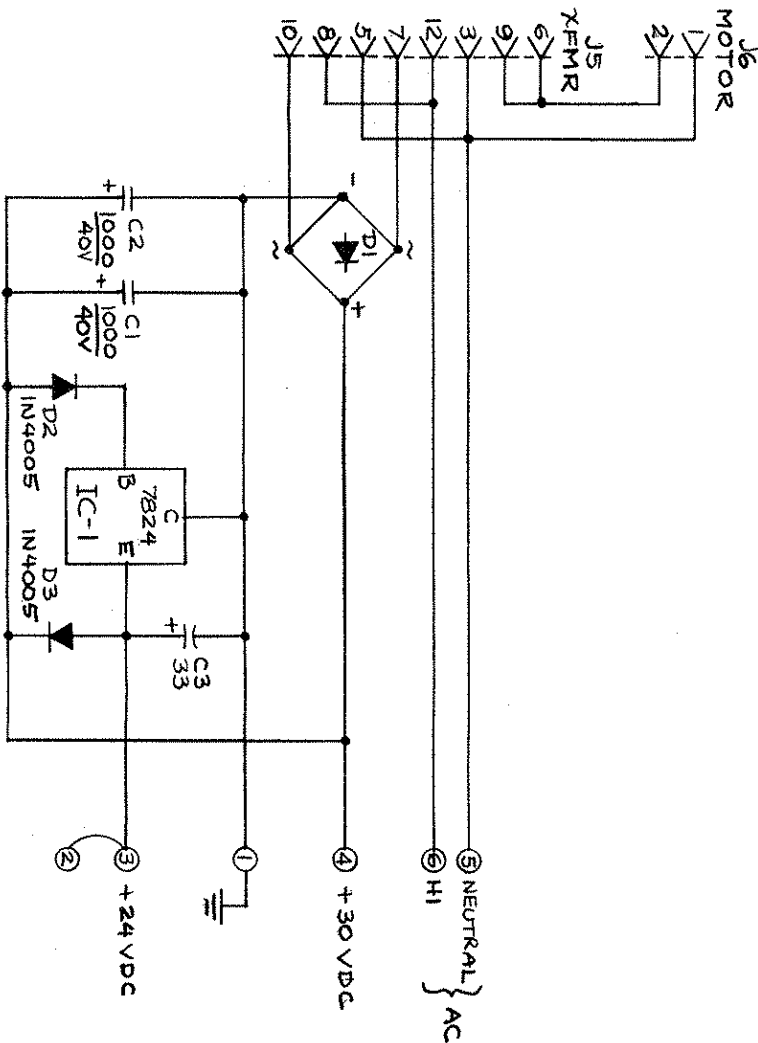 J6
MOTOR
1
2
J5
XFMR
6
9
3
12
7
5
8
10
5 NEUTRAL
6 HI
} AC
D1
~
~
-
+
4 +30 VDC
1
C2
1000
40V
+
C1
1000
40V
+
D2
1N4005
B
C
E
7824
IC-1
D3
1N4005
C3
33
+
3 +24 VDC
2